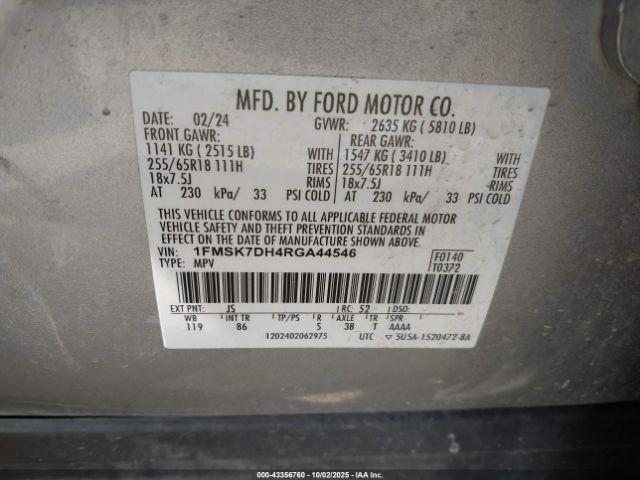 MFD. BY FORD MOTOR CO.
DATE: 02/24 GVWR: 2635 KG ( 5810 LB)
FRONT GAWR: REAR GAWR:
1141 KG ( 2515 LB) WITH 1547 KG ( 3410 LB) WITH
255/65R18 111H TIRES 255/65R18 111H TIRES
18x7.5J RIMS 18x7.5J RIMS
AT 230 kPa/ 33 PSI COLD AT 230 kPa/ 33 PSI COLD
THIS VEHICLE CONFORMS TO ALL APPLICABLE FEDERAL MOTOR
VEHICLE SAFETY AND BUMPER AND THEFT PREVENTION STANDARDS IN
EFFECT ON THE DATE OF MANUFACTURE SHOWN ABOVE.
VIN: 1FMSK7DH4RGA44546 F0140
TYPE: MPV T0372
EXT PNT: JS RC: 52 DSO:
WB INT TR TP/PS R AXLE TR SPR
119 86 S 3B T AAAA
1202402062975 UTC ▽ 5U5A-1520472-BA
000-43356760 - 10/02/2025 - IAA Inc.